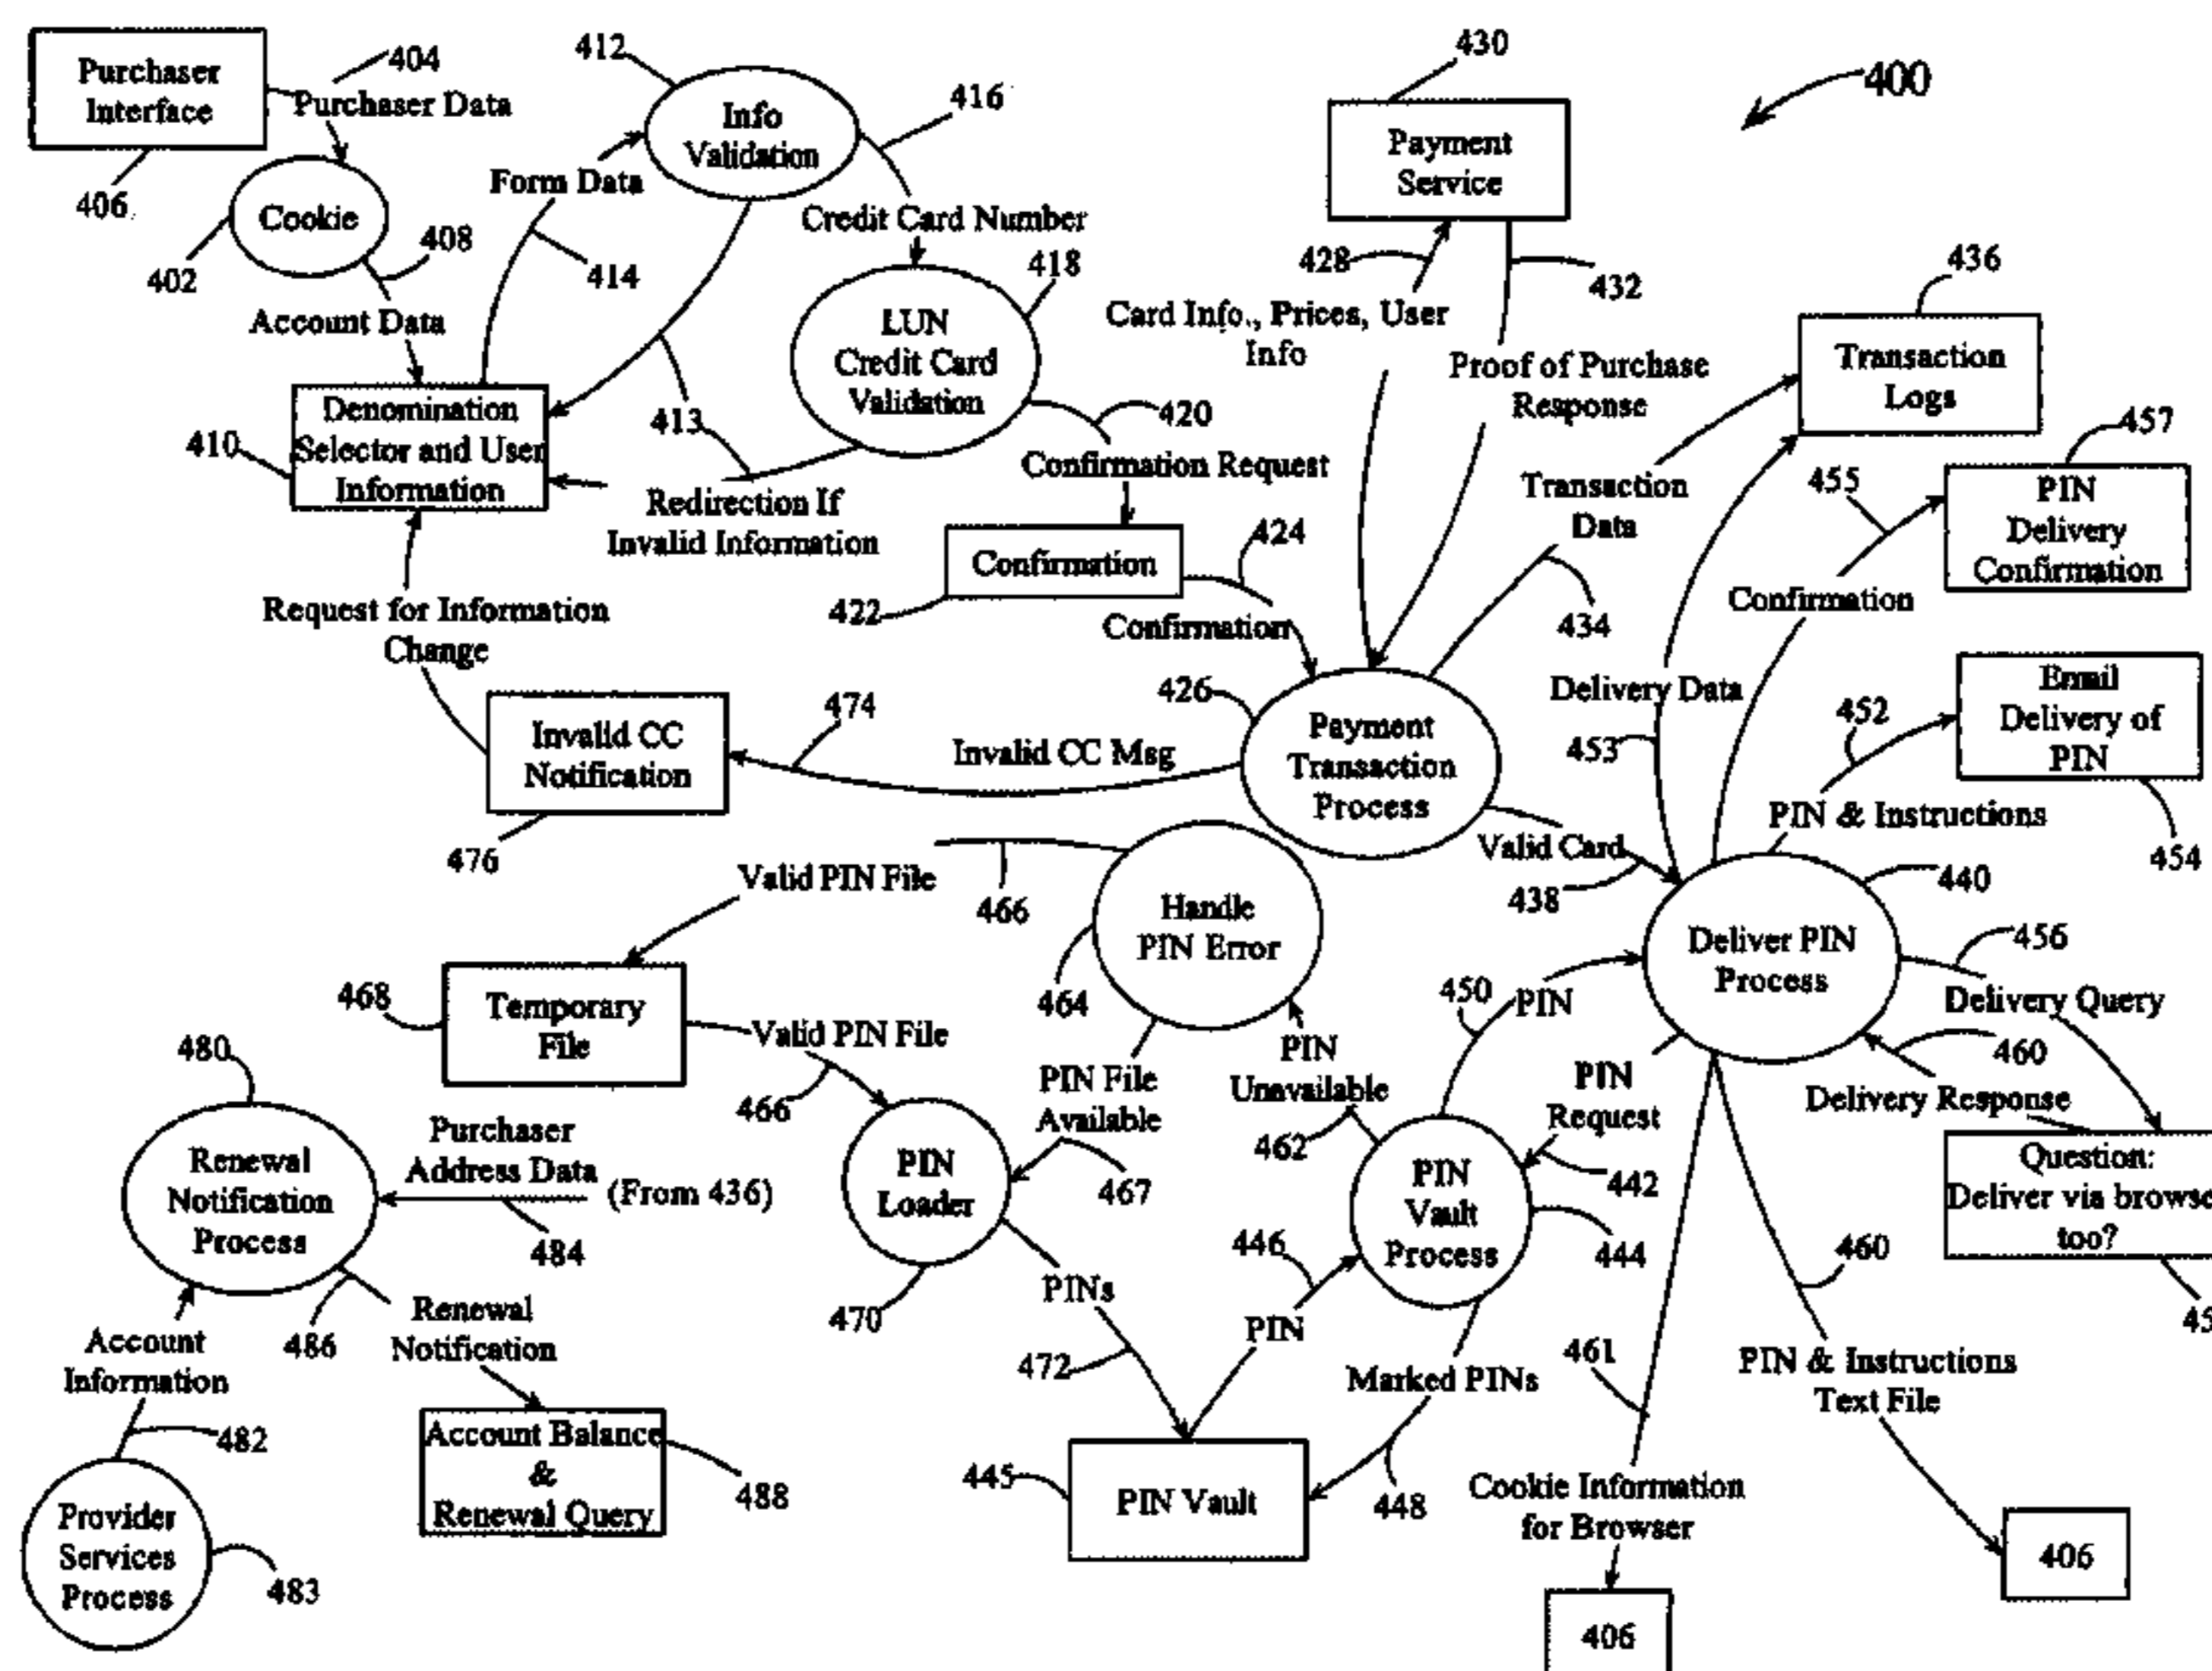 400
Purchaser
Interface
406
404
Purchaser Data
Cookie
402
408
Account Data
Denomination
Selector and User
Information
410
Form Data
414
412
Info
Validation
416
Credit Card Number
LUN
Credit Card
Validation
418
413
Redirection If
Invalid Information
420
Confirmation Request
Confirmation
422
424
Confirmation
Request for Information
Change
Invalid CC
Notification
476
474
Invalid CC Msg
426
Payment
Transaction
Process
428
Card Info., Prices, User
Info
430
Payment
Service
432
Proof of Purchase
Response
Transaction
Data
434
436
Transaction
Logs
457
PIN
Delivery
Confirmation
455
Confirmation
Delivery Data
453
452
PIN & Instructions
Email
Delivery of
PIN
454
Valid Card
438
440
Deliver PIN
Process
456
Delivery Query
460
Delivery Response
Question:
Deliver via
too?
Valid PIN File
466
Handle
PIN Error
464
468
Temporary
File
Valid PIN File
466
PIN File
Available
467
PIN
Unavailable
462
450
PIN
PIN
Request
442
PIN
Vault
Process
444
PIN
Loader
470
PINs
472
446
PIN
Marked PINs
448
445
PIN Vault
461
Cookie Information
for Browser
406
460
PIN & Instructions
Text File
406
480
Renewal
Notification
Process
Purchaser
Address Data
(From 436)
484
486
Renewal
Notification
Account
Information
482
Provider
Services
Process
483
Account Balance
&
Renewal Query
488